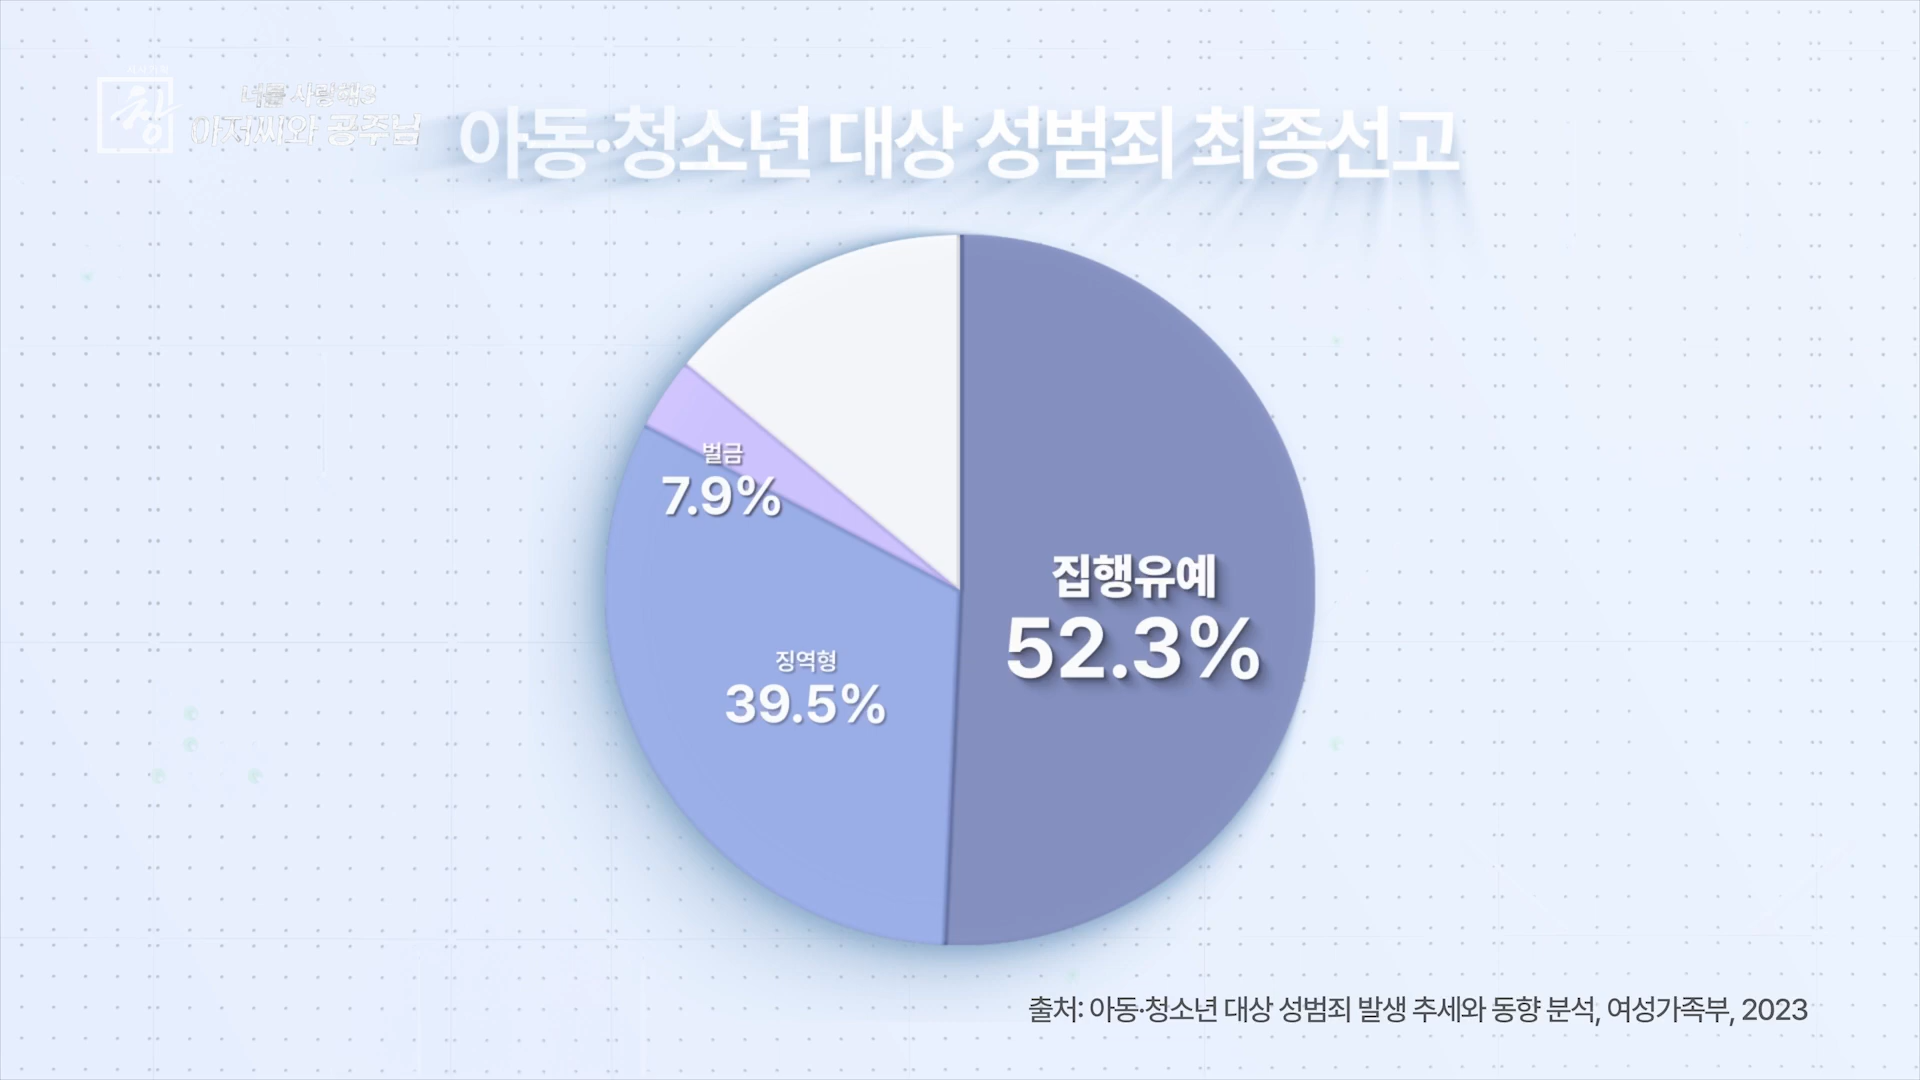 창
너를 사랑해3
아저씨와 공주님
아동·청소년 대상 성범죄 최종선고
벌금
7.9%
집행유예
52.3%
징역형
39.5%
출처: 아동·청소년 대상 성범죄 발생 추세와 동향 분석, 여성가족부, 2023